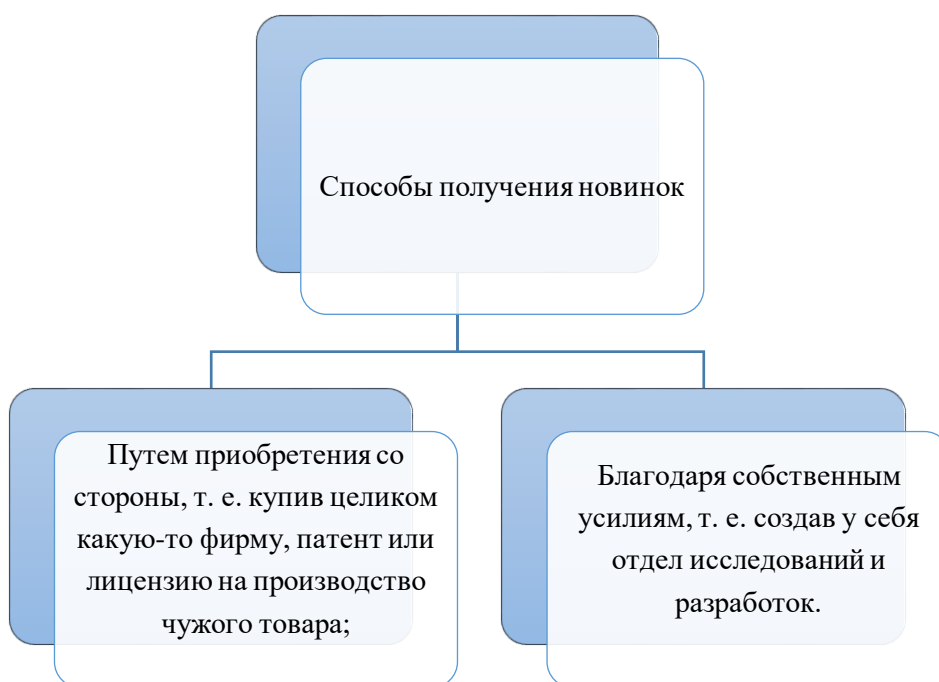 Способы получения новинок
Путем приобретения со
стороны, т. е. купив целиком
какую-то фирму, патент или
лицензию на производство
чужого товара;
Благодаря собственным
усилиям, т. е. создав у себя
отдел исследований и
разработок.